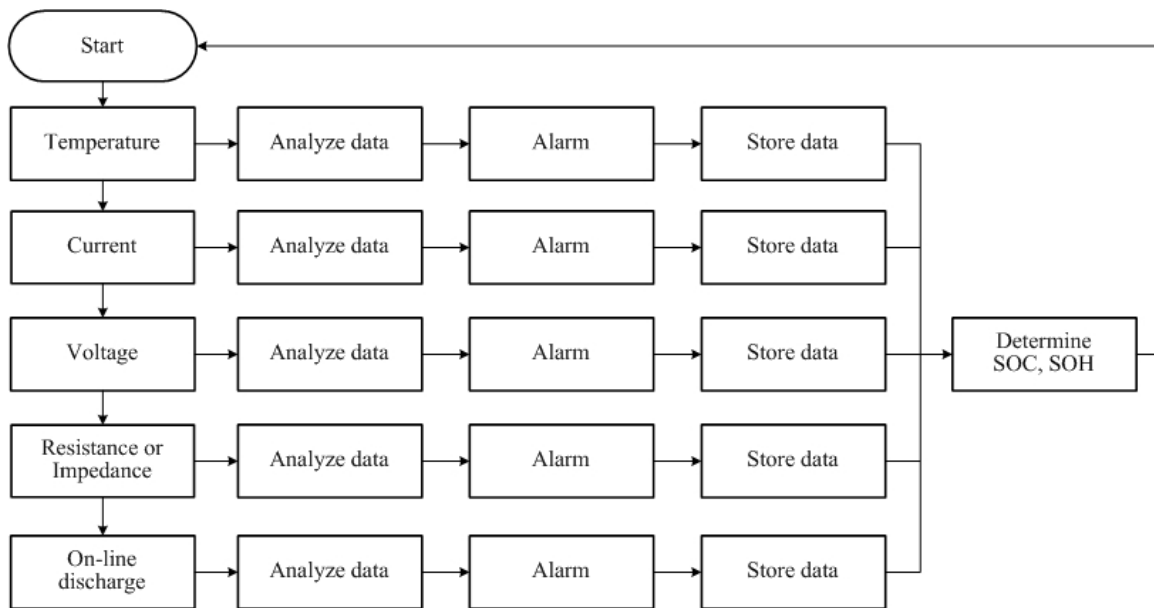 Start
Temperature
Analyze data
Alarm
Store data
Current
Analyze data
Alarm
Store data
Voltage
Analyze data
Alarm
Store data
Determine
SOC, SOH
Resistance or
Impedance
Analyze data
Alarm
Store data
On-line
discharge
Analyze data
Alarm
Store data